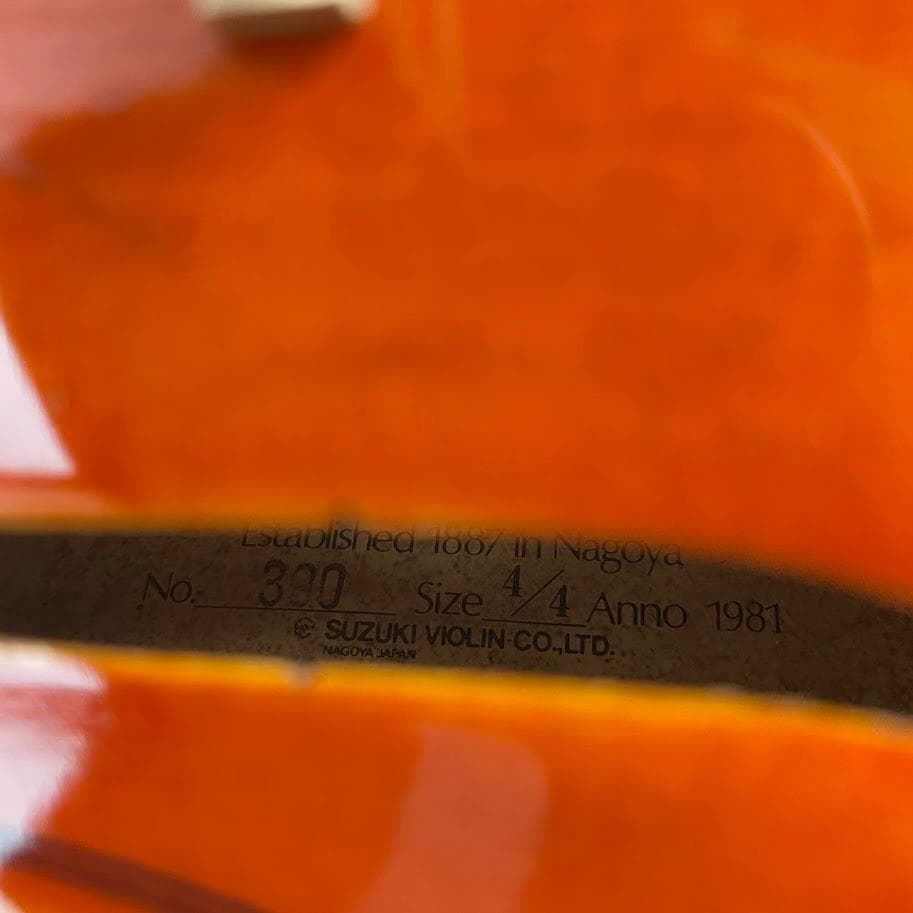 Established 1887 in Nagoya
No. 300 Size 4/4 Anno 1981
SUZUKI VIOLIN CO.,LTD.
NAGOYA JAPAN